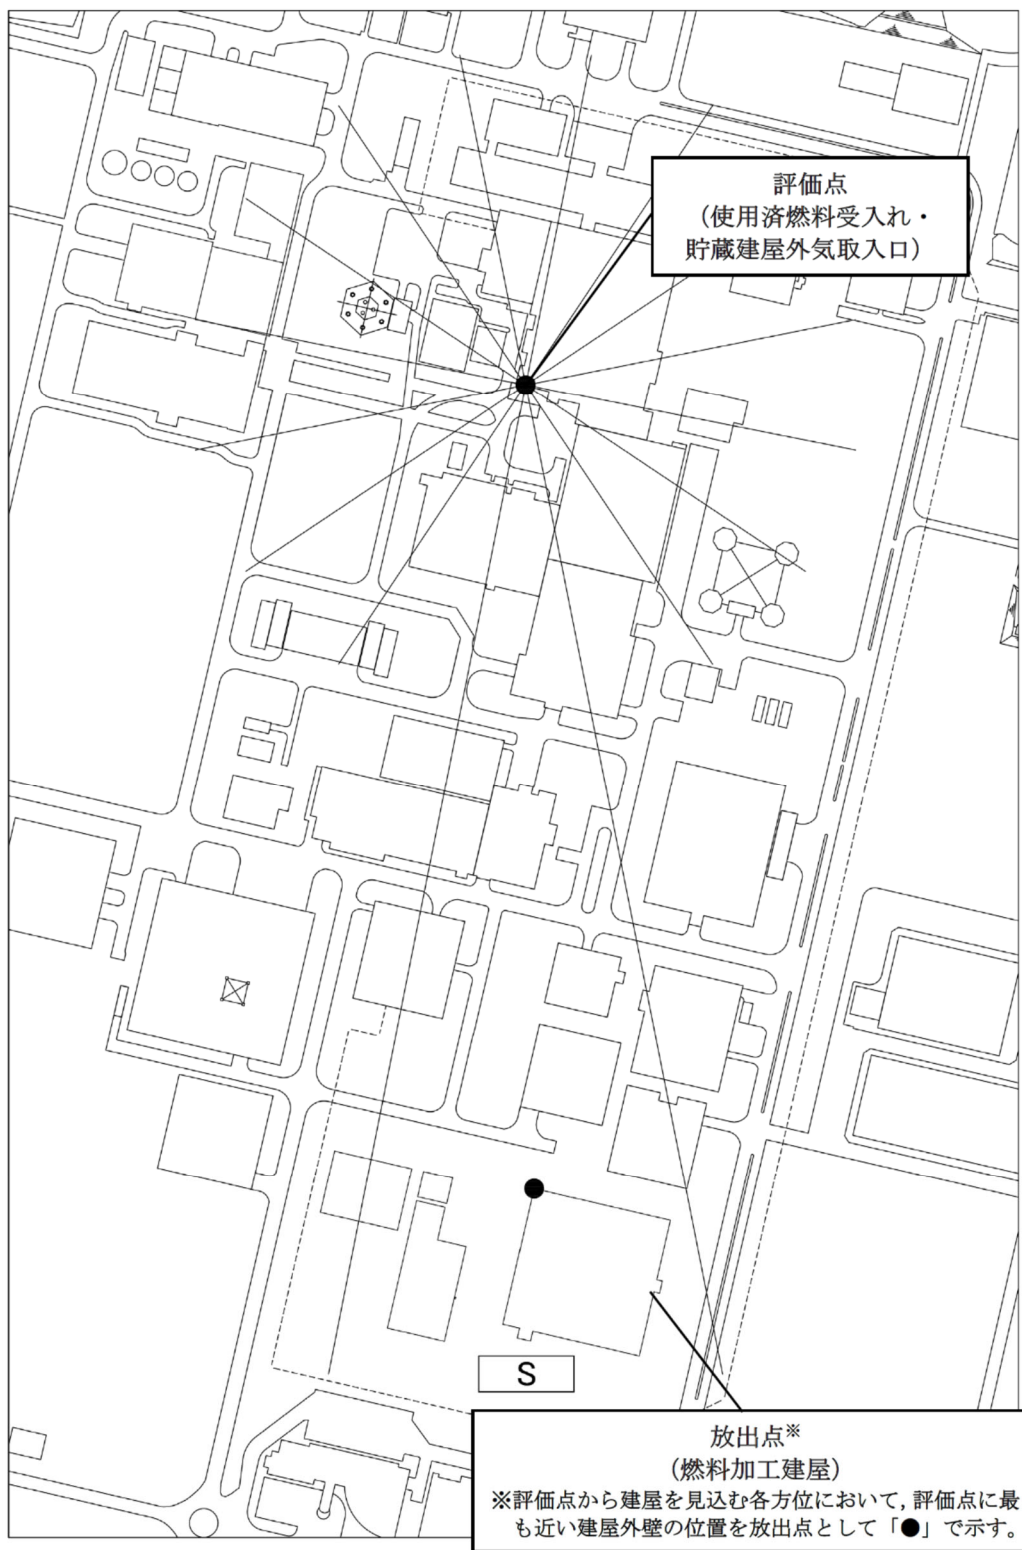 評価点
（使用済燃料受入れ・
貯蔵建屋外気取入口）
S
放出点※
（燃料加工建屋）
※評価点から建屋を見込む各方位において，評価点に最
も近い建屋外壁の位置を放出点として「●」で示す。